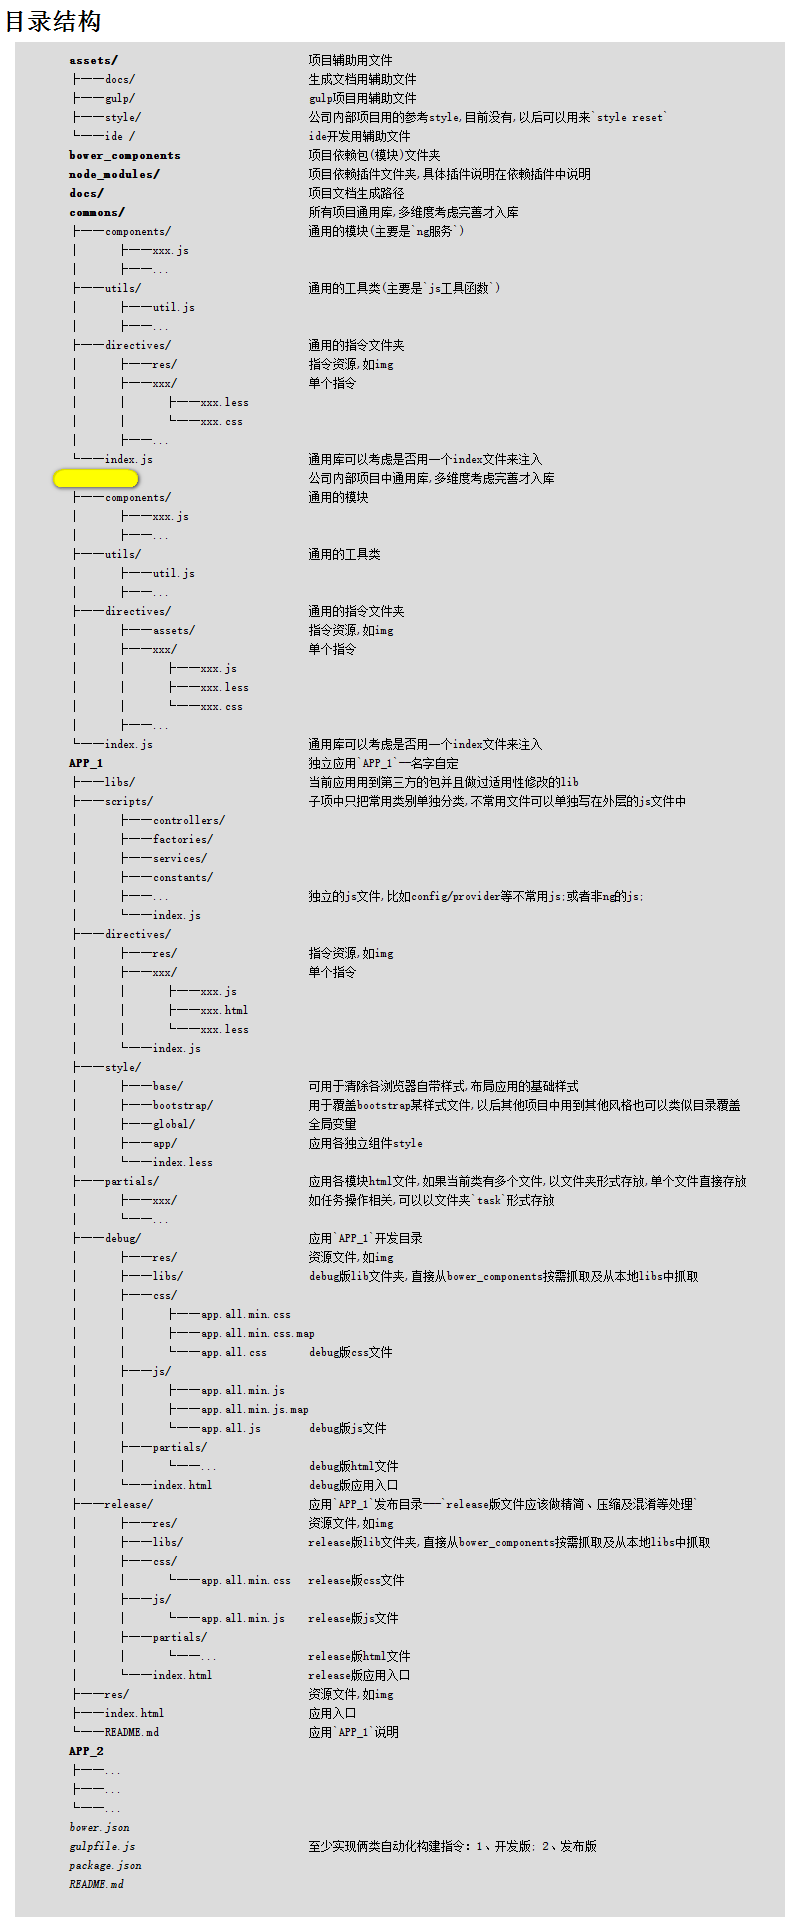 目录结构
assets/ 项目辅助用文件
├──docs/ 生成文档用辅助文件
├──gulp/ gulp项目用辅助文件
├──style/ 公司内部项目用的参考style,目前没有,以后可以用来`style reset`
└──ide / ide开发用辅助文件
bower_components 项目依赖包(模块)文件夹
node_modules/ 项目依赖插件文件夹,具体插件说明在依赖插件中说明
docs/ 项目文档生成路径
commons/ 所有项目通用库,多维度考虑完善才入库
├──components/ 通用的模块(主要是`ng服务`)
│ ├──xxx.js
│ ├──...
├──utils/ 通用的工具类(主要是`js工具函数`)
│ ├──util.js
│ ├──...
├──directives/ 通用的指令文件夹
│ ├──res/ 指令资源,如img
│ ├──xxx/ 单个指令
│ │ ├──xxx.less
│ │ └──xxx.css
│ ├──...
└──index.js 通用库可以考虑是否用一个index文件来注入
公司内部项目中通用库,多维度考虑完善才入库
├──components/ 通用的模块
│ ├──xxx.js
│ ├──...
├──utils/ 通用的工具类
│ ├──util.js
│ ├──...
├──directives/ 通用的指令文件夹
│ ├──assets/ 指令资源,如img
│ ├──xxx/ 单个指令
│ │ ├──xxx.js
│ │ ├──xxx.less
│ │ └──xxx.css
│ ├──...
└──index.js 通用库可以考虑是否用一个index文件来注入
APP_1 独立应用`APP_1`—名字自定
├──libs/ 当前应用用到第三方的包并且做过适用性修改的lib
├──scripts/ 子项中只把常用类别单独分类,不常用文件可以单独写在外层的js文件中
│ ├──controllers/
│ ├──factories/
│ ├──services/
│ ├──constants/
│ ├──... 独立的js文件,比如config/provider等不常用js;或者非ng的js;
│ └──index.js
├──directives/
│ ├──res/ 指令资源,如img
│ ├──xxx/ 单个指令
│ │ ├──xxx.js
│ │ ├──xxx.html
│ │ └──xxx.less
│ └──index.js
├──style/
│ ├──base/ 可用于清除各浏览器自带样式,布局应用的基础样式
│ ├──bootstrap/ 用于覆盖bootstrap某样式文件,以后其他项目中用到其他风格也可以类似目录覆盖
│ ├──global/ 全局变量
│ ├──app/ 应用各独立组件style
│ └──index.less
├──partials/ 应用各模块html文件,如果当前类有多个文件,以文件夹形式存放,单个文件直接存放
│ ├──xxx/ 如任务操作相关,可以以文件夹`task`形式存放
│ └──...
├──debug/ 应用`APP_1`开发目录
│ ├──res/ 资源文件,如img
│ ├──libs/ debug版lib文件夹,直接从bower_components按需抓取及从本地libs中抓取
│ ├──css/
│ │ ├──app.all.min.css
│ │ ├──app.all.min.css.map
│ │ └──app.all.css debug版css文件
│ ├──js/
│ │ ├──app.all.min.js
│ │ ├──app.all.min.js.map
│ │ └──app.all.js debug版js文件
│ ├──partials/
│ │ └──... debug版html文件
│ └──index.html debug版应用入口
├──release/ 应用`APP_1`发布目录——`release版文件应该做精简、压缩及混淆等处理`
│ ├──res/ 资源文件,如img
│ ├──libs/ release版lib文件夹,直接从bower_components按需抓取及从本地libs中抓取
│ ├──css/
│ │ └──app.all.min.css release版css文件
│ ├──js/
│ │ └──app.all.min.js release版js文件
│ ├──partials/
│ │ └──... release版html文件
│ └──index.html release版应用入口
├──res/ 资源文件,如img
├──index.html 应用入口
└──README.md 应用`APP_1`说明
APP_2
├──...
├──...
└──...
bower.json
gulpfile.js 至少实现俩类自动化构建指令：1、开发版; 2、发布版
package.json
README.md